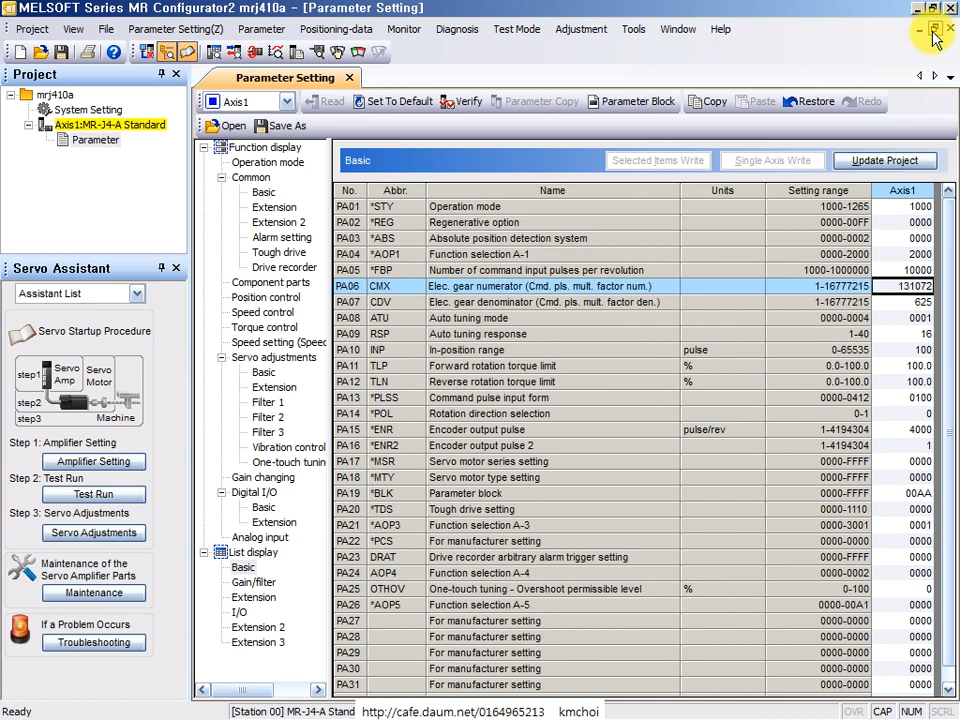 MELSOFT Series MR Configurator2 mrj410a - [Parameter Setting]
Project View File Parameter Setting(Z) Parameter Positioning-data Monitor Diagnosis Test Mode Adjustment Tools Window Help
Project
mrj410a
System Setting
Axis1:MR-J4-A Standard
Parameter
Servo Assistant
Assistant List
Servo Startup Procedure
step1
Servo Amp
Servo Motor
step2
step3
Machine
Step 1: Amplifier Setting
Amplifier Setting
Step 2: Test Run
Test Run
Step 3: Servo Adjustments
Servo Adjustments
Maintenance of the
Servo Amplifier Parts
Maintenance
If a Problem Occurs
Troubleshooting
Parameter Setting
Axis1 Read Set To Default Verify Parameter Copy Parameter Block Copy Paste Restore Redo
Open Save As
Function display
Operation mode
Common
Basic
Extension
Extension 2
Alarm setting
Tough drive
Drive recorder
Component parts
Position control
Speed control
Torque control
Speed setting (Speed
Servo adjustments
Basic
Extension
Filter 1
Filter 2
Filter 3
Vibration control
One-touch tunin
Gain changing
Digital I/O
Basic
Extension
Analog input
List display
Basic
Gain/filter
Extension
I/O
Extension 2
Extension 3
Basic Selected Items Write Single Axis Write Update Project
No. Abbr. Name Units Setting range Axis1
PA01 *STY Operation mode 1000-1265 1000
PA02 *REG Regenerative option 0000-00FF 0000
PA03 *ABS Absolute position detection system 0000-0002 0000
PA04 *AOP1 Function selection A-1 0000-2000 2000
PA05 *FBP Number of command input pulses per revolution 1000-1000000 10000
PA06 CMX Elec. gear numerator (Cmd. pls. mult. factor num.) 1-16777215 131072
PA07 CDV Elec. gear denominator (Cmd. pls. mult. factor den.) 1-16777215 625
PA08 ATU Auto tuning mode 0000-0004 0001
PA09 RSP Auto tuning response 1-40 16
PA10 INP In-position range pulse 0-65535 100
PA11 TLP Forward rotation torque limit % 0.0-100.0 100.0
PA12 TLN Reverse rotation torque limit % 0.0-100.0 100.0
PA13 *PLSS Command pulse input form 0000-0412 0100
PA14 *POL Rotation direction selection 0-1 0
PA15 *ENR Encoder output pulse pulse/rev 1-4194304 4000
PA16 *ENR2 Encoder output pulse 2 1-4194304 1
PA17 *MSR Servo motor series setting 0000-FFFF 0000
PA18 *MTY Servo motor type setting 0000-FFFF 0000
PA19 *BLK Parameter block 0000-FFFF 00AA
PA20 *TDS Tough drive setting 0000-1110 0000
PA21 *AOP3 Function selection A-3 0000-3001 0001
PA22 *PCS For manufacturer setting 0000-0000 0000
PA23 DRAT Drive recorder arbitrary alarm trigger setting 0000-FFFF 0000
PA24 AOP4 Function selection A-4 0000-0002 0000
PA25 OTHOV One-touch tuning - Overshoot permissible level % 0-100 0
PA26 *AOP5 Function selection A-5 0000-00A1 0000
PA27 For manufacturer setting 0000-0000 0000
PA28 For manufacturer setting 0000-0000 0000
PA29 For manufacturer setting 0000-0000 0000
PA30 For manufacturer setting 0000-0000 0000
PA31 For manufacturer setting 0000-0000 0000
Ready [Station 00] MR-J4-A Stand http://cafe.daum.net/0164965213 kmchoi OVR CAP NUM SCRL